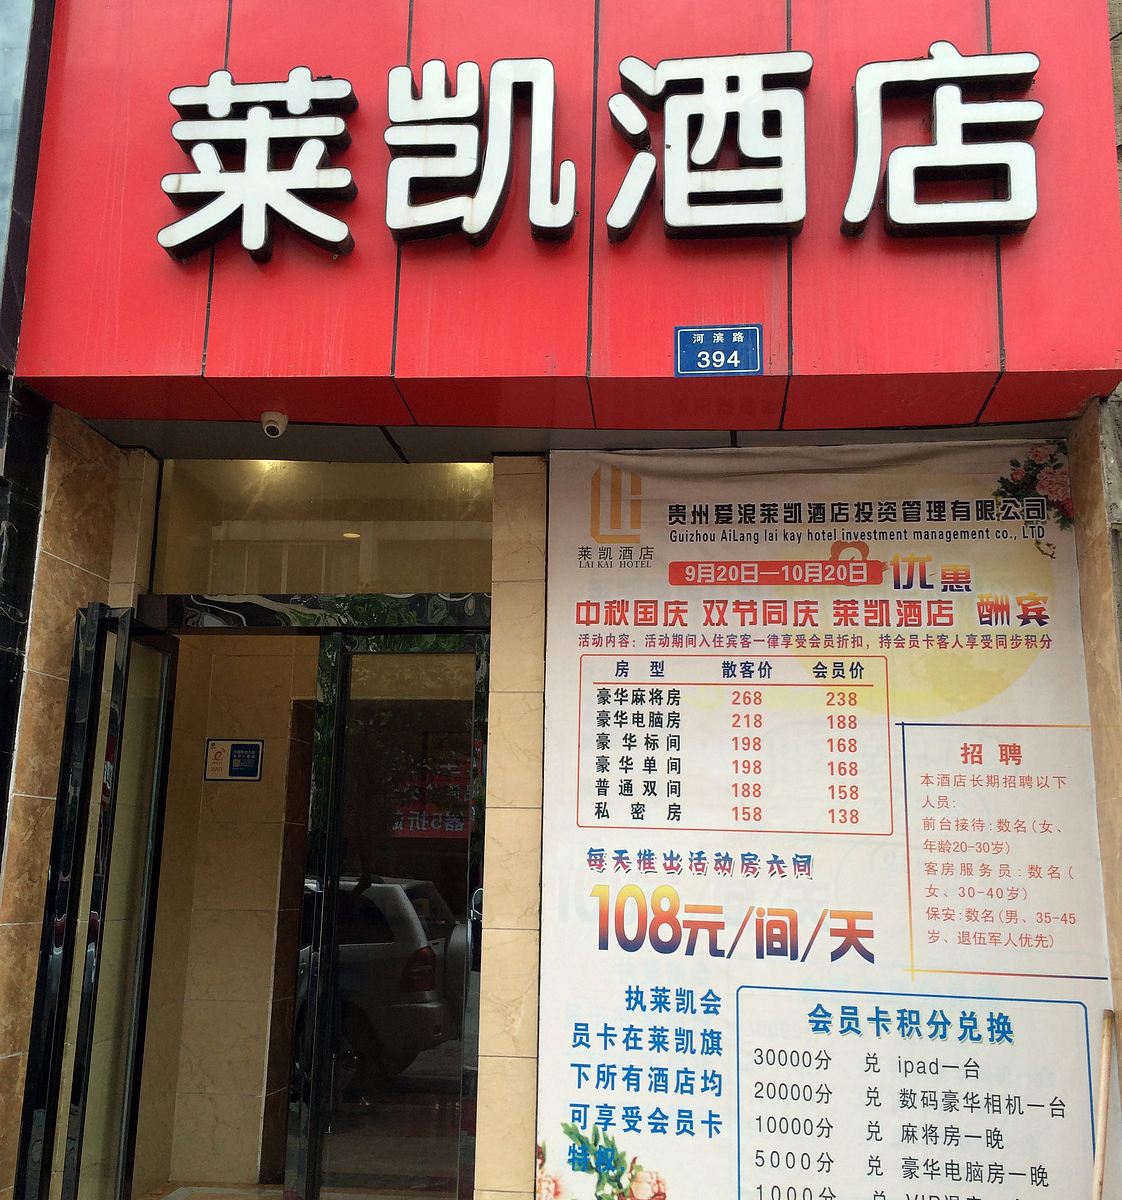 莱凯酒店
河滨路
394
贵州爱浪莱凯酒店投资管理有限公司
Guizhou AiLang lai kay hotel investment management co., LTD
莱凯酒店
LAI KAI HOTEL
9月20日—10月20日 优惠
中秋国庆 双节同庆 莱凯酒店 酬宾
活动内容：活动期间入住宾客一律享受会员折扣，持会员卡客人享受同步积分
房型 散客价 会员价
豪华麻将房 268 238
豪华电脑房 218 188
豪华标间 198 168
豪华单间 198 168
普通双间 188 158
私密房 158 138
招聘
本酒店长期招聘以下
人员:
前台接待:数名(女、
年龄20-30岁)
客房服务员:数名(
女、30-40岁)
保安:数名(男、35-45
岁、退伍军人优先)
每天推出活动房六间
108元/间/天
执莱凯会
员卡在莱凯旗
下所有酒店均
可享受会员卡
特权.
会员卡积分兑换
30000分 兑 ipad一台
20000分 兑 数码豪华相机一台
10000分 兑 麻将房一晚
5000分 兑 豪华电脑房一晚
1000分 兑 VIP